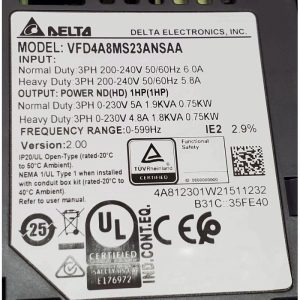 DELTA
DELTA ELECTRONICS, INC.
MODEL: VFD4A8MS23ANSAA
INPUT:
Normal Duty 3PH 200-240V 50/60Hz 6.0A
Heavy Duty 3PH 200-240V 50/60Hz 5.8A
OUTPUT: POWER ND(HD) 1HP(1HP)
Normal Duty 3PH 0-230V 5A 1.9KVA 0.75KW
Heavy Duty 3PH 0-230V 4.8A 1.8KVA 0.75KW
FREQUENCY RANGE: 0-599Hz IE2 2.9%
Version: 2.00
IP20/UL Open-Type (rated-20°C
to 50°C Ambient)
NEMA 1/UL Type 1 when installed
with conduit box kit (rated-20°C
to 40°C Ambient).
Refer to user manual.
TÜVRheinland
CERTIFIED
Functional
Safety
4A812301W21511232
B31C 35FE40
25
UL
CERTIFIED
SAFETY
E176972
IND.CONT.EQ.